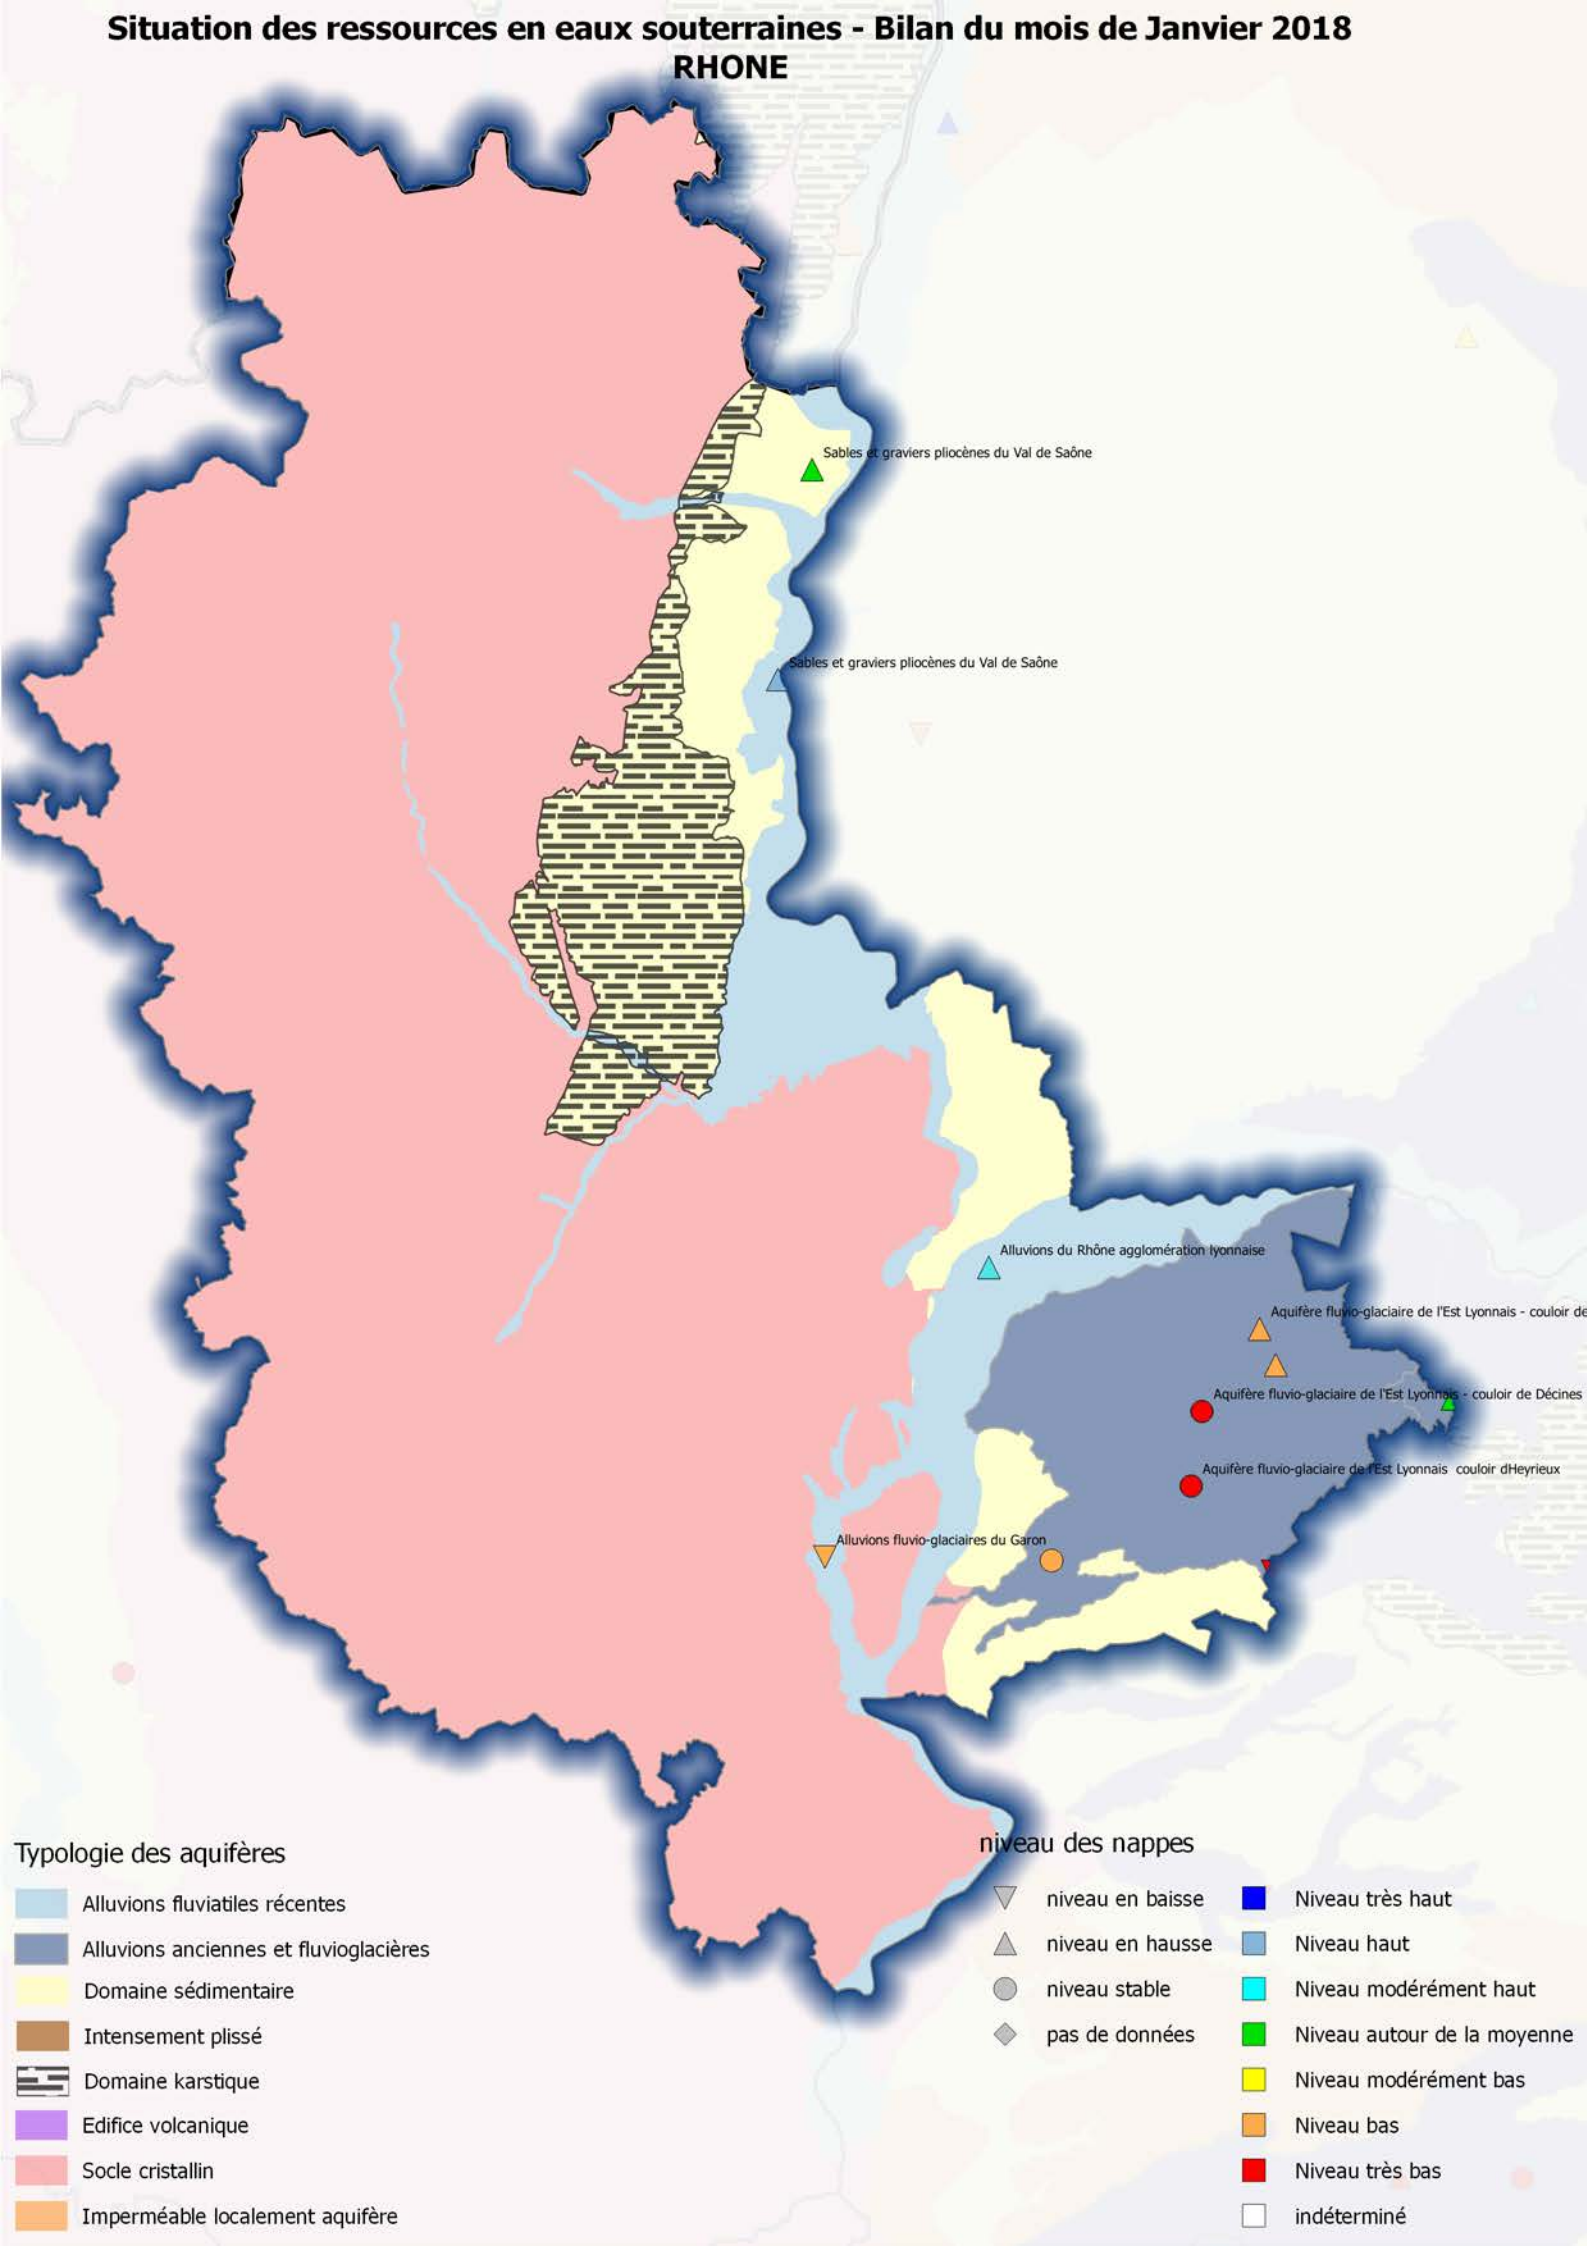 Situation des ressources en eaux souterraines - Bilan du mois de Janvier 2018
RHONE
Sables et graviers pliocènes du Val de Saône
Sables et graviers pliocènes du Val de Saône
Alluvions du Rhône agglomération lyonnaise
Aquifère fluvio-glaciaire de l'Est Lyonnais - couloir de
Aquifère fluvio-glaciaire de l'Est Lyonnais - couloir de Décines
Aquifère fluvio-glaciaire de l'Est Lyonnais couloir dHeyrieux
Alluvions fluvio-glaciaires du Garon
Typologie des aquifères
Alluvions fluviatiles récentes
Alluvions anciennes et fluvioglacières
Domaine sédimentaire
Intensement plissé
Domaine karstique
Edifice volcanique
Socle cristallin
Imperméable localement aquifère
niveau des nappes
niveau en baisse
niveau en hausse
niveau stable
pas de données
Niveau très haut
Niveau haut
Niveau modérément haut
Niveau autour de la moyenne
Niveau modérément bas
Niveau bas
Niveau très bas
indéterminé